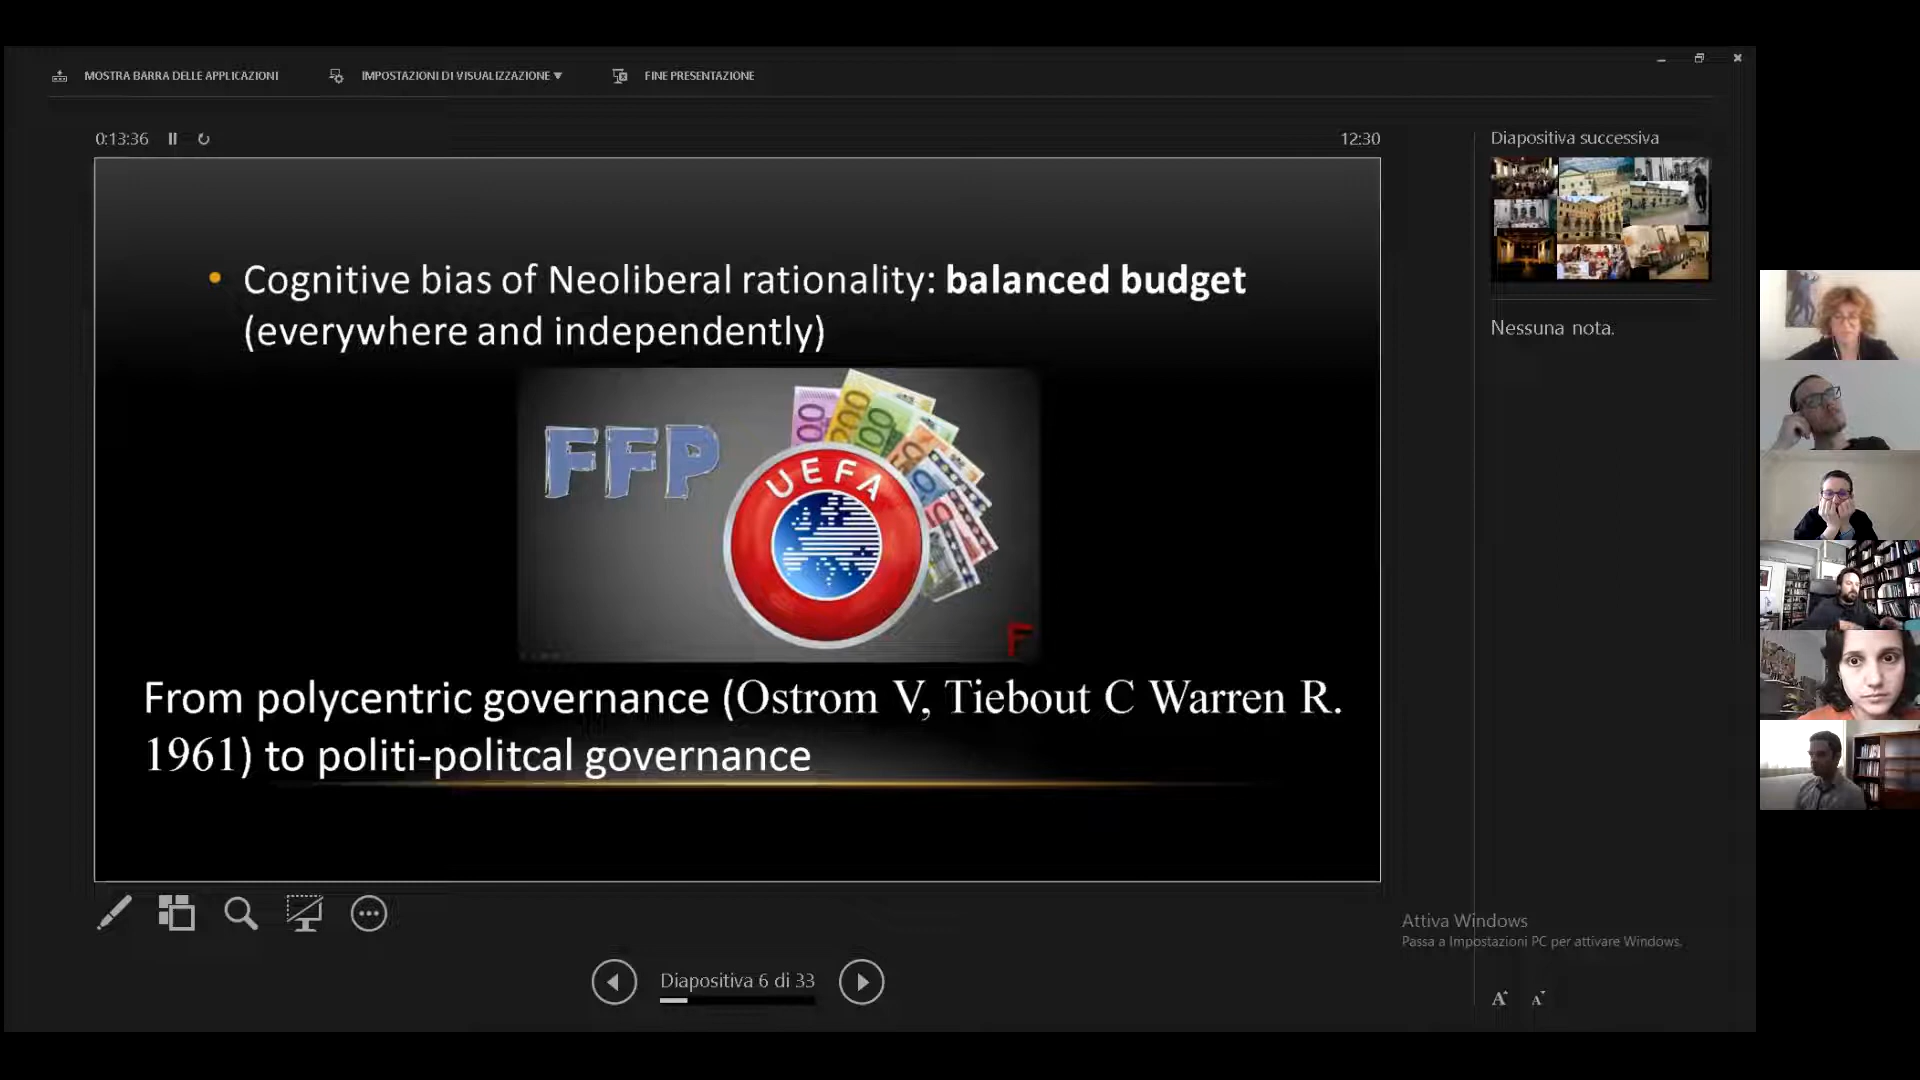 MOSTRA BARRA DELLE APPLICAZIONI
IMPOSTAZIONI DI VISUALIZZAZIONE ▼
FINE PRESENTAZIONE
0:13:36
12:30
Diapositiva successiva
• Cognitive bias of Neoliberal rationality: balanced budget
(everywhere and independently)
Nessuna nota.
FFP
UEFA
F
From polycentric governance (Ostrom V, Tiebout C Warren R.
1961) to politi-politcal governance
Attiva Windows
Passa a Impostazioni PC per attivare Windows.
Diapositiva 6 di 33
A A